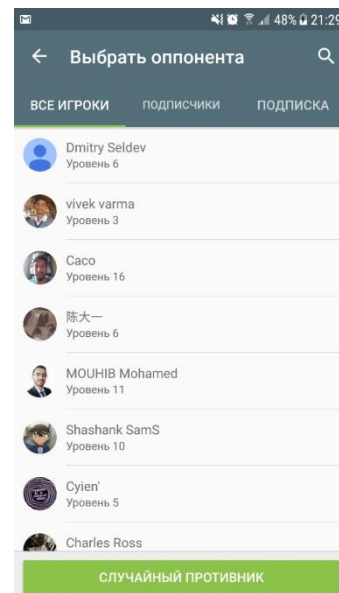 48% 21:29
Выбрать оппонента
ВСЕ ИГРОКИ ПОДПИСЧИКИ ПОДПИСКА
Dmitry Seldev
Уровень 6
vivek varma
Уровень 3
Caco
Уровень 16
陈大一
Уровень 6
MOUHIB Mohamed
Уровень 11
Shashank SamS
Уровень 10
Cyien'
Уровень 5
Charles Ross
СЛУЧАЙНЫЙ ПРОТИВНИК